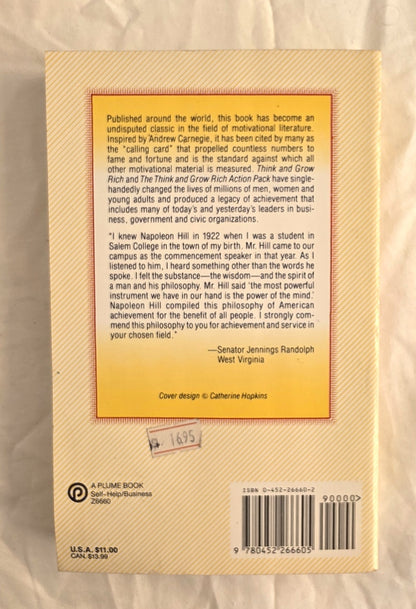 Published around the world, this book has become an
undisputed classic in the field of motivational literature.
Inspired by Andrew Carnegie, it has been cited by many as
the "calling card" that propelled countless numbers to
fame and fortune and is the standard against which all
other motivational material is measured. Think and Grow
Rich and The Think and Grow Rich Action Pack have single-
handedly changed the lives of millions of men, women and
young adults and produced a legacy of achievement that
includes many of today's and yesterday's leaders in busi-
ness, government and civic organizations.
"I knew Napoleon Hill in 1922 when I was a student in
Salem College in the town of my birth. Mr. Hill came to our
campus as the commencement speaker in that year. As I
listened to him, I heard something other than the words he
spoke. I felt the substance—the wisdom—and the spirit of
a man and his philosophy. Mr. Hill said 'the most powerful
instrument we have in our hand is the power of the mind.'
Napoleon Hill compiled this philosophy of American
achievement for the benefit of all people. I strongly com-
mend this philosophy to you for achievement and service in
your chosen field."
—Senator Jennings Randolph
West Virginia
Cover design © Catherine Hopkins
16.95
A PLUME BOOK
Self-Help/Business
Z6660
U.S.A. $11.00
CAN. $13.99
ISBN 0-452-26660-2
90000>
9 780452 266605